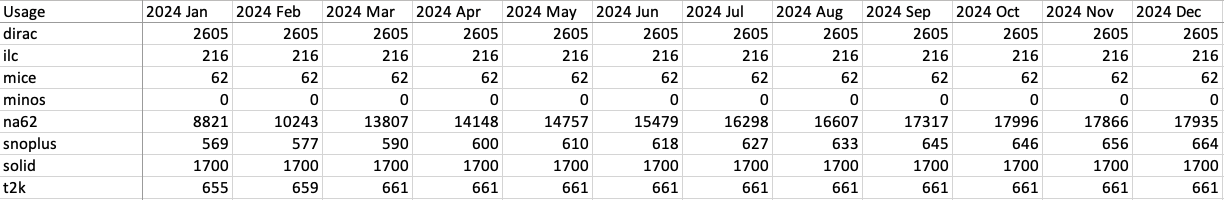 Usage 2024 Jan 2024 Feb 2024 Mar 2024 Apr 2024 May 2024 Jun 2024 Jul 2024 Aug 2024 Sep 2024 Oct 2024 Nov 2024 Dec
dirac 2605 2605 2605 2605 2605 2605 2605 2605 2605 2605 2605 2605
ilc 216 216 216 216 216 216 216 216 216 216 216 216
mice 62 62 62 62 62 62 62 62 62 62 62 62
minos 0 0 0 0 0 0 0 0 0 0 0 0
na62 8821 10243 13807 14148 14757 15479 16298 16607 17317 17996 17866 17935
snoplus 569 577 590 600 610 618 627 633 645 646 656 664
solid 1700 1700 1700 1700 1700 1700 1700 1700 1700 1700 1700 1700
t2k 655 659 661 661 661 661 661 661 661 661 661 661